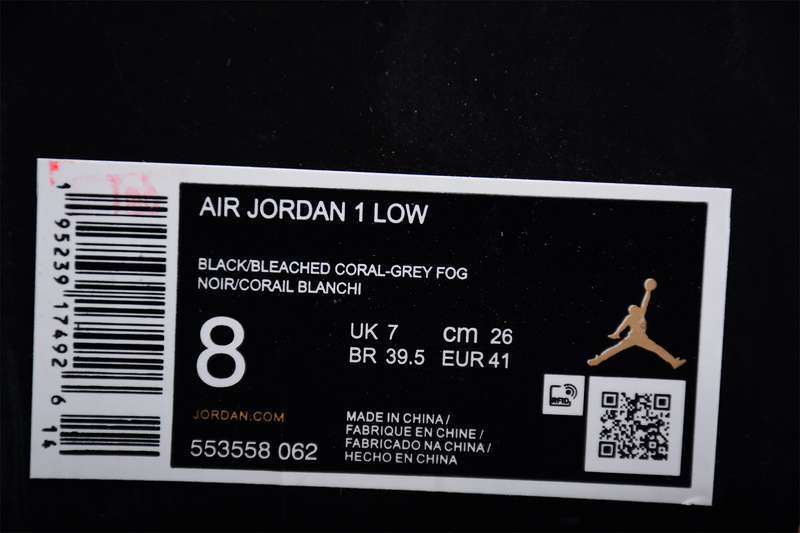 AIR JORDAN 1 LOW
BLACK/BLEACHED CORAL-GREY FOG
NOIR/CORAIL BLANCHI
8
UK 7 cm 26
BR 39.5 EUR 41
JORDAN.COM
553558 062
MADE IN CHINA/
FABRIQUE EN CHINE /
FABRICADO NA CHINA/
HECHO EN CHINA
RFID
1 95239 17492 6 14